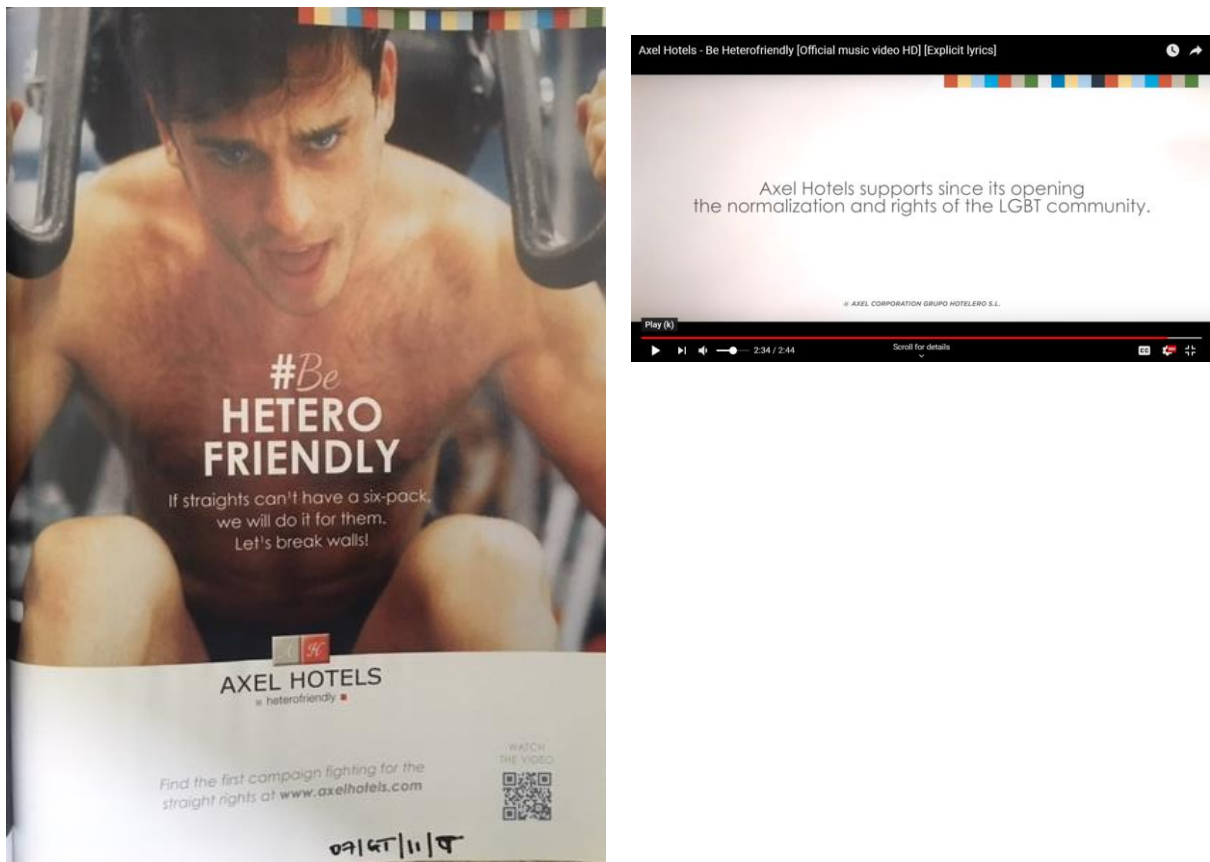 #Be
HETERO
FRIENDLY
If straights can't have a six-pack,
we will do it for them.
Let's break walls!
A H
AXEL HOTELS
heterofriendly
Find the first campaign fighting for the
straight rights at www.axelhotels.com
WATCH
THE VIDEO
Axel Hotels - Be Heterofriendly [Official music video HD] [Explicit lyrics]
Axel Hotels supports since its opening
the normalization and rights of the LGBT community.
AXEL CORPORATION GRUPO HOTELERO S.L.
Play (k)
2:34 / 2:44
Scroll for details
CC